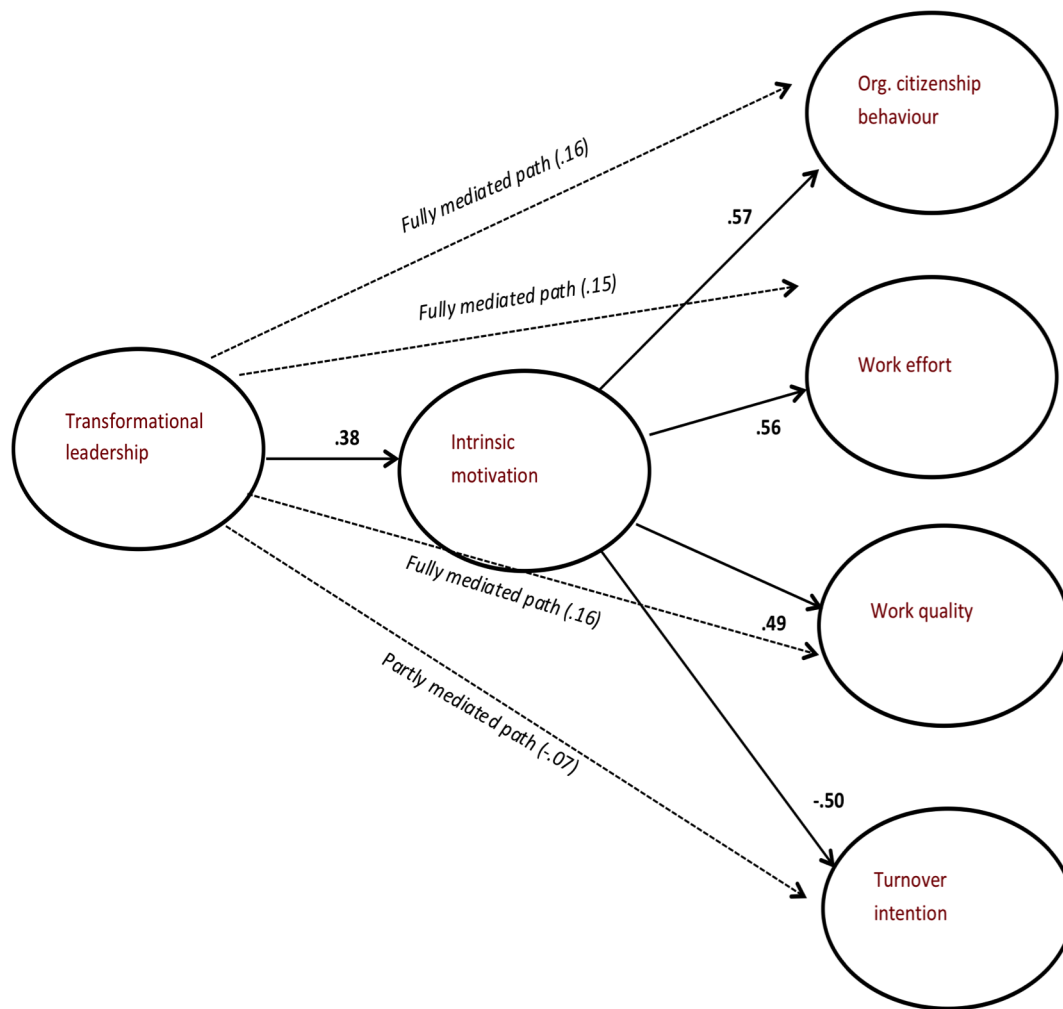 Org. citizenship
behaviour
Fully mediated path (.16)
.57
Fully mediated path (.15)
Work effort
.56
Transformational
leadership
.38
Intrinsic
motivation
Fully mediated path (.16)
.49
Work quality
Partly mediated path (-.07)
-.50
Turnover
intention